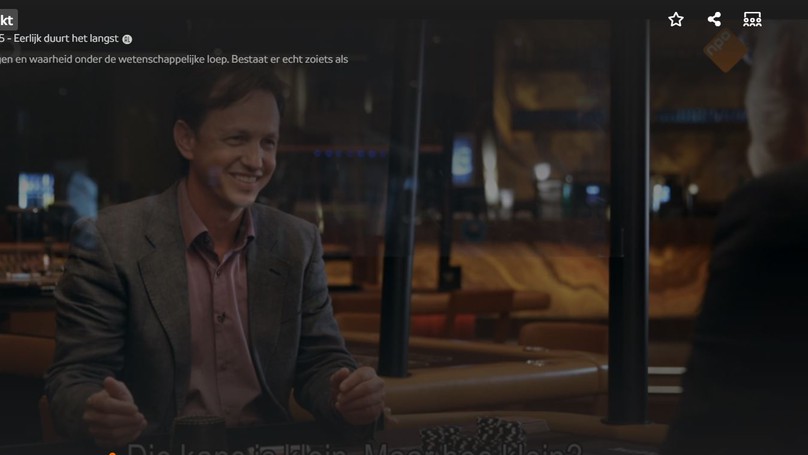 kt
5 - Eerlijk duurt het langst
gen en waarheid onder de wetenschappelijke loep. Bestaat er echt zoiets als
npo
Die kans is klein. Maar hoe klein?